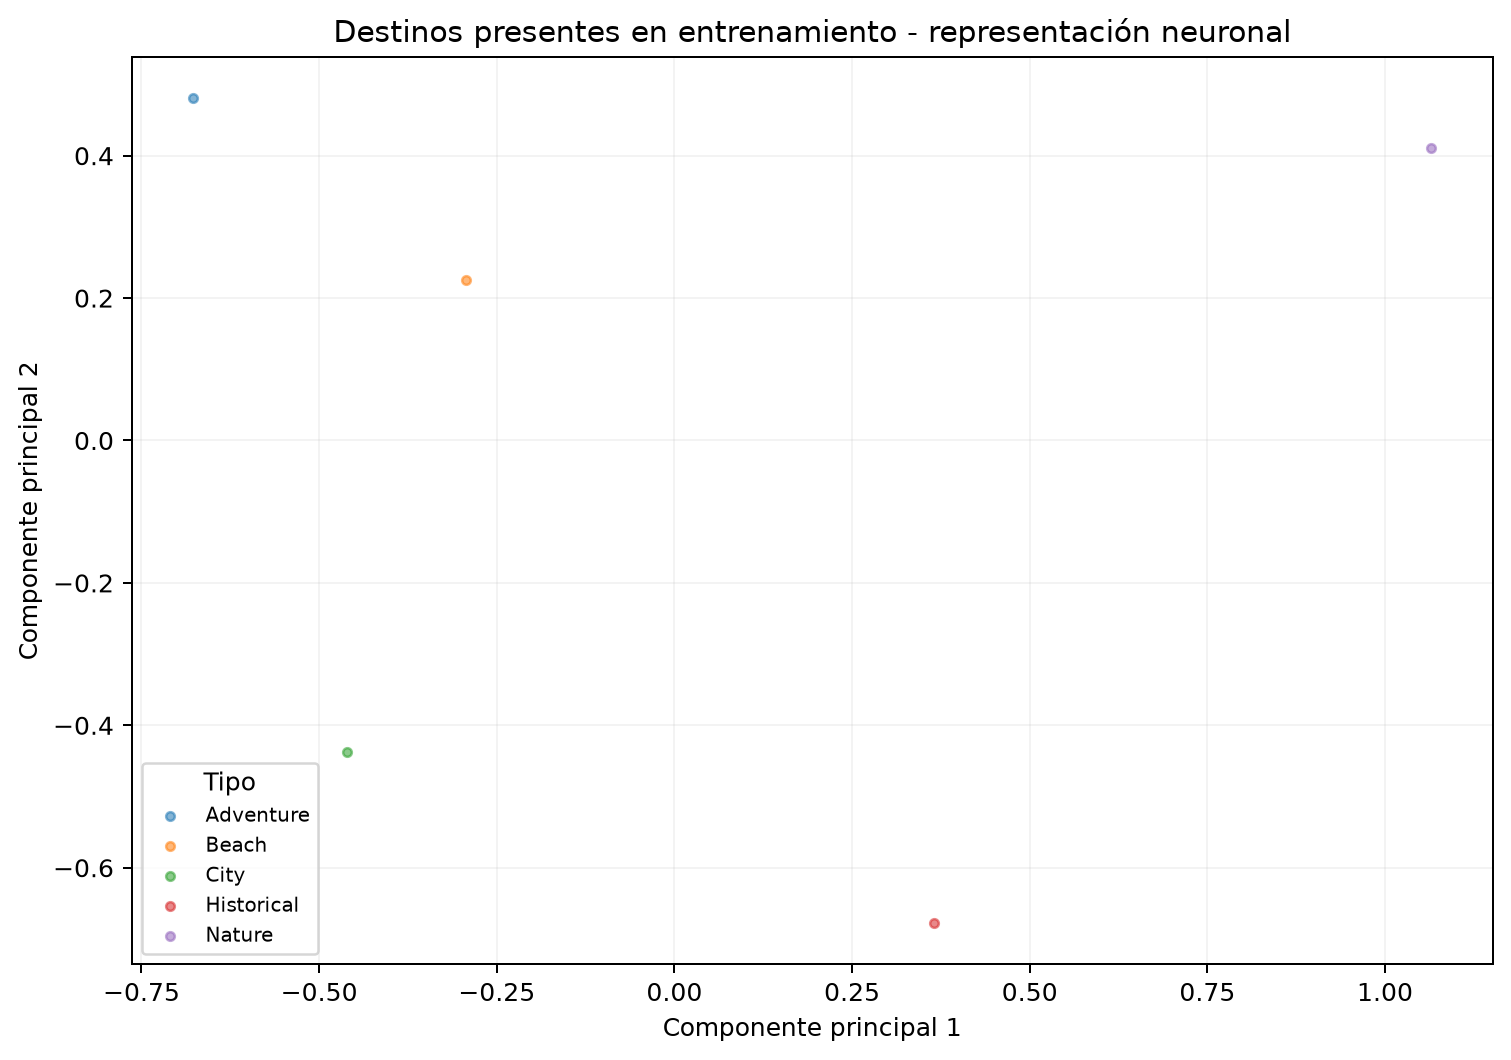 Destinos presentes en entrenamiento - representación neuronal
Componente principal 2
0.4
0.2
0.0
−0.2
−0.4
−0.6
Tipo
Adventure
Beach
City
Historical
Nature
−0.75 −0.50 −0.25 0.00 0.25 0.50 0.75 1.00
Componente principal 1